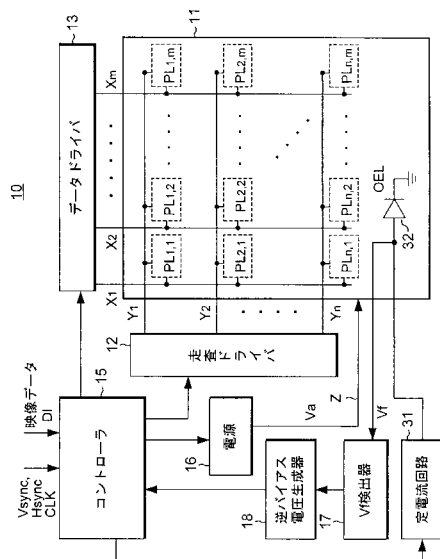 10
13
データドライバ
11
X1
X2
Xm
Y1
PL1,1
PL1,2
PL1,m
Y2
PL2,1
PL2,2
PL2,m
Yn
PLn,1
PLn,2
PLn,m
Vsync,
Hsync
CLK
映像データ
DI
15
コントローラ
12
走査ドライバ
16
電源
Va
Z
18
逆バイアス
電圧生成器
17
Vf検出器
Vf
31
定電流回路
32
OEL